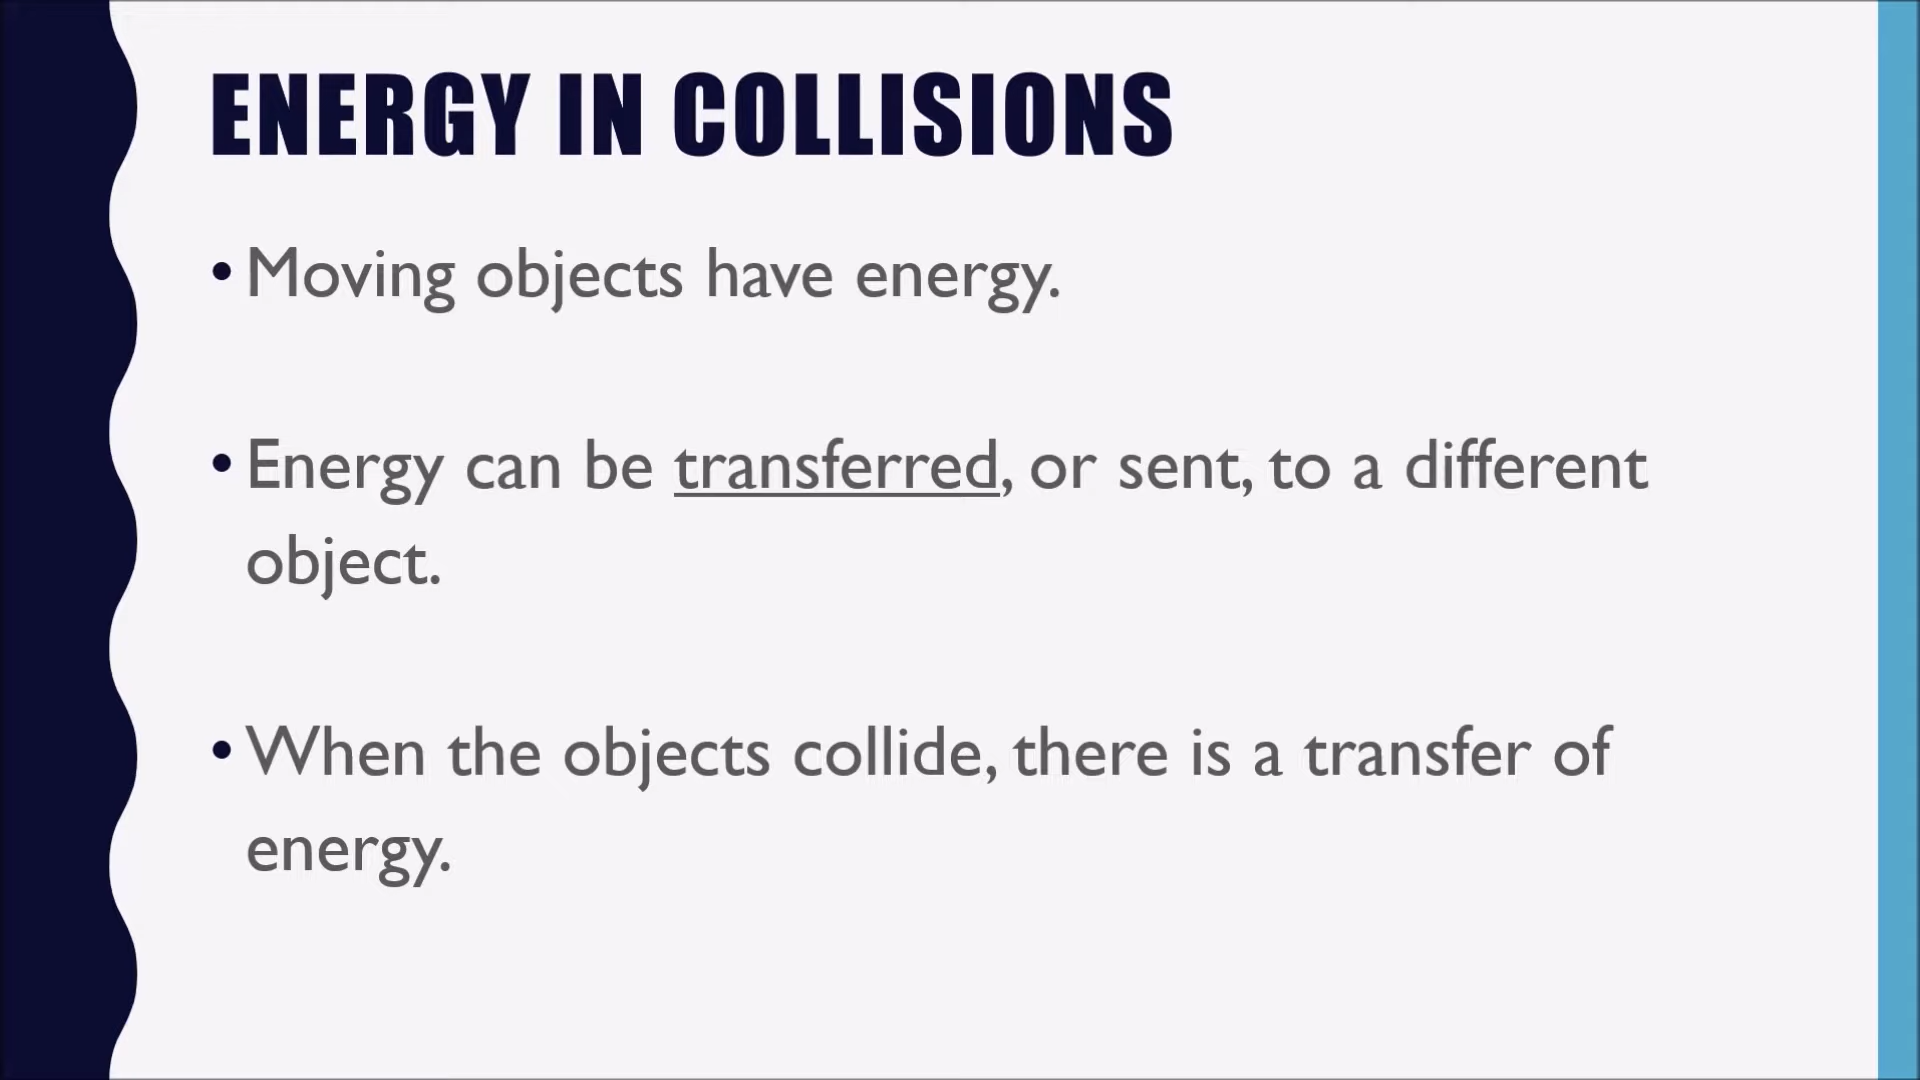 ENERGY IN COLLISIONS
• Moving objects have energy.
• Energy can be transferred, or sent, to a different
object.
• When the objects collide, there is a transfer of
energy.